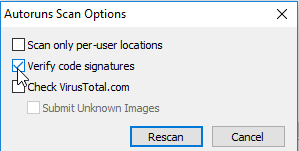 Autoruns Scan Options
Scan only per-user locations
Verify code signatures
Check VirusTotal.com
Submit Unknown Images
Rescan
Cancel